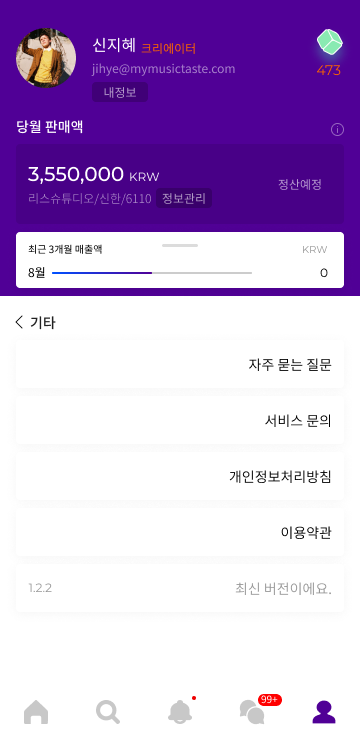 신지혜 크리에이터
jihye@mymusictaste.com
내정보
473
당월 판매액
3,550,000 KRW
정산예정
리스슈튜디오/신한/6110 정보관리
최근 3개월 매출액
KRW
8월
0
기타
자주 묻는 질문
서비스 문의
개인정보처리방침
이용약관
1.2.2
최신 버전이에요.
99+